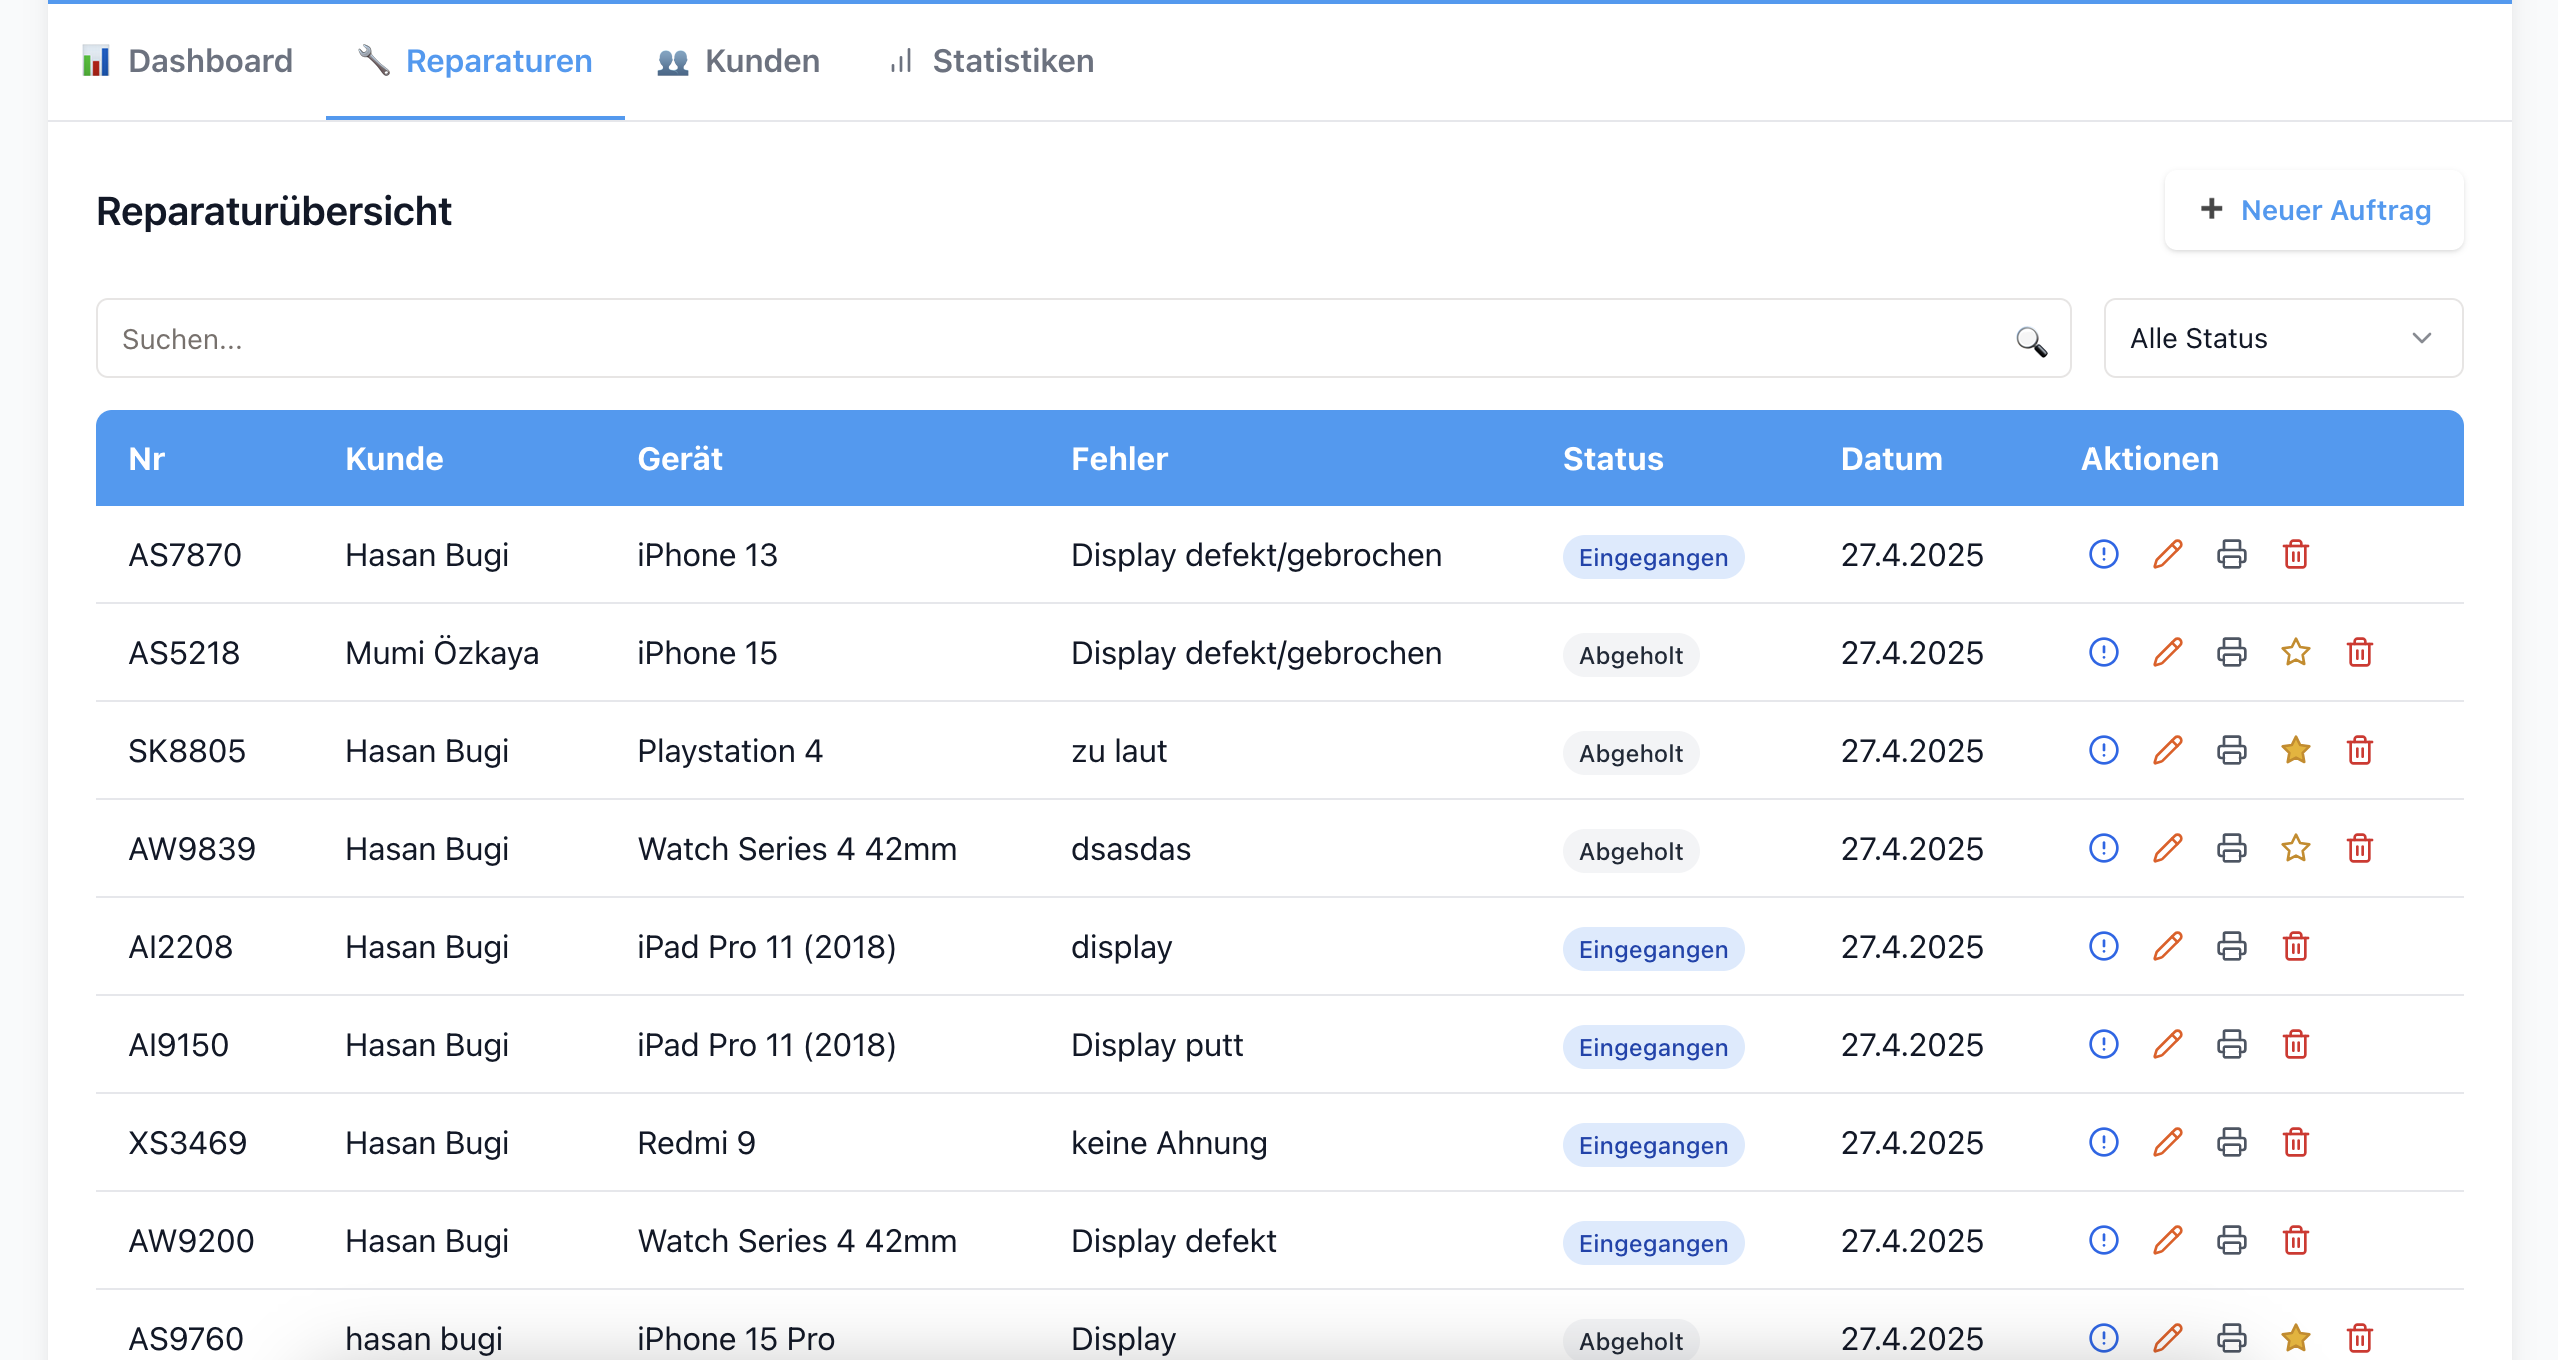 Dashboard Reparaturen Kunden Statistiken
Reparaturübersicht
+ Neuer Auftrag
Suchen...
Alle Status
Nr Kunde Gerät Fehler Status Datum Aktionen
AS7870 Hasan Bugi iPhone 13 Display defekt/gebrochen Eingegangen 27.4.2025
AS5218 Mumi Özkaya iPhone 15 Display defekt/gebrochen Abgeholt 27.4.2025
SK8805 Hasan Bugi Playstation 4 zu laut Abgeholt 27.4.2025
AW9839 Hasan Bugi Watch Series 4 42mm dsasdas Abgeholt 27.4.2025
AI2208 Hasan Bugi iPad Pro 11 (2018) display Eingegangen 27.4.2025
AI9150 Hasan Bugi iPad Pro 11 (2018) Display putt Eingegangen 27.4.2025
XS3469 Hasan Bugi Redmi 9 keine Ahnung Eingegangen 27.4.2025
AW9200 Hasan Bugi Watch Series 4 42mm Display defekt Eingegangen 27.4.2025
AS9760 hasan bugi iPhone 15 Pro Display Abgeholt 27.4.2025